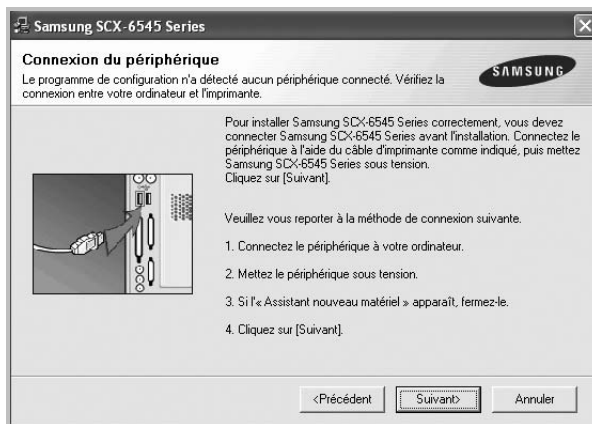 Samsung SCX-6545 Series
Connexion du périphérique
Le programme de configuration n'a détecté aucun périphérique connecté. Vérifiez la
connexion entre votre ordinateur et l'imprimante.
SAMSUNG
Pour installer Samsung SCX-6545 Series correctement, vous devez
connecter Samsung SCX-6545 Series avant l'installation. Connectez le
périphérique à l'aide du câble d'imprimante comme indiqué, puis mettez
Samsung SCX-6545 Series sous tension.
Cliquez sur [Suivant].
Veuillez vous reporter à la méthode de connexion suivante.
1. Connectez le périphérique à votre ordinateur.
2. Mettez le périphérique sous tension.
3. Si l'« Assistant nouveau matériel » apparaît, fermez-le.
4. Cliquez sur [Suivant].
<Précédent
Suivant>
Annuler